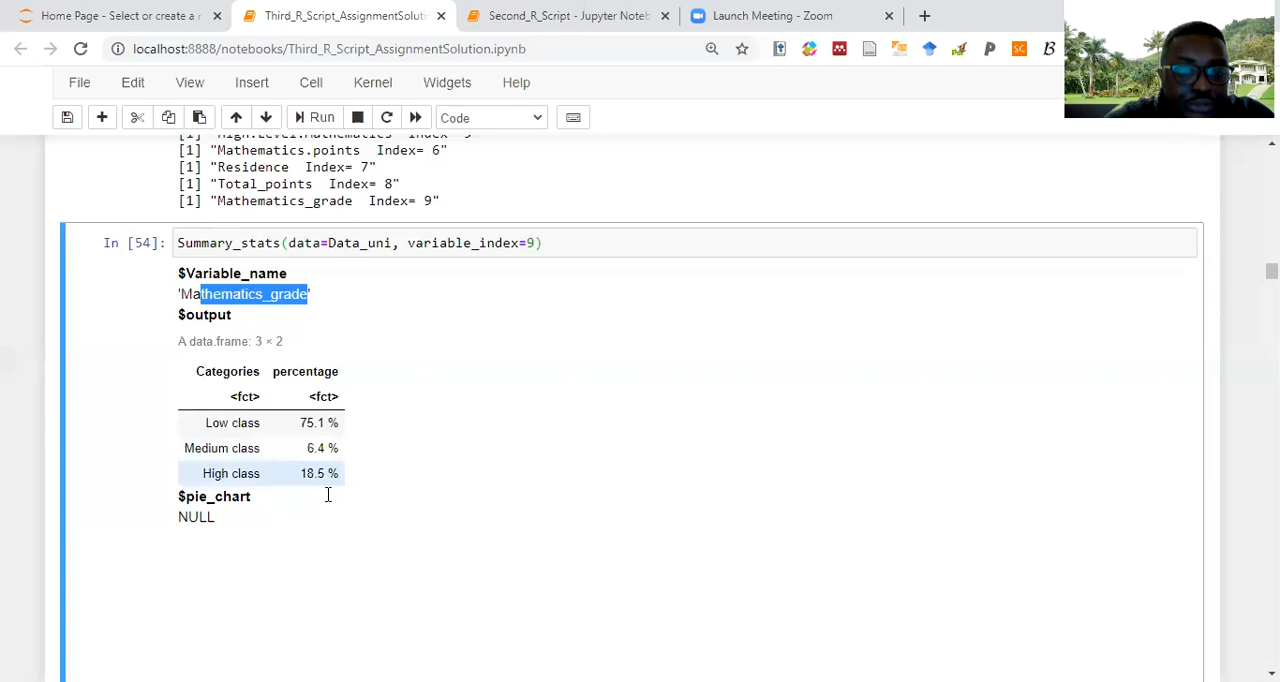 Home Page - Select or create a n
Third_R_Script_AssignmentSoluti
Second_R_Script - Jupyter Noteb
Launch Meeting - Zoom
localhost:8888/notebooks/Third_R_Script_AssignmentSolution.ipynb
SC
File Edit View Insert Cell Kernel Widgets Help
Run
Code
[1] "Mathematics.points Index= 6"
[1] "Residence Index= 7"
[1] "Total_points Index= 8"
[1] "Mathematics_grade Index= 9"
In [54]: Summary_stats(data=Data_uni, variable_index=9)
$Variable_name
'Mathematics_grade'
$output
A data.frame: 3 × 2
Categories percentage
<fct> <fct>
Low class 75.1 %
Medium class 6.4 %
High class 18.5 %
$pie_chart
NULL